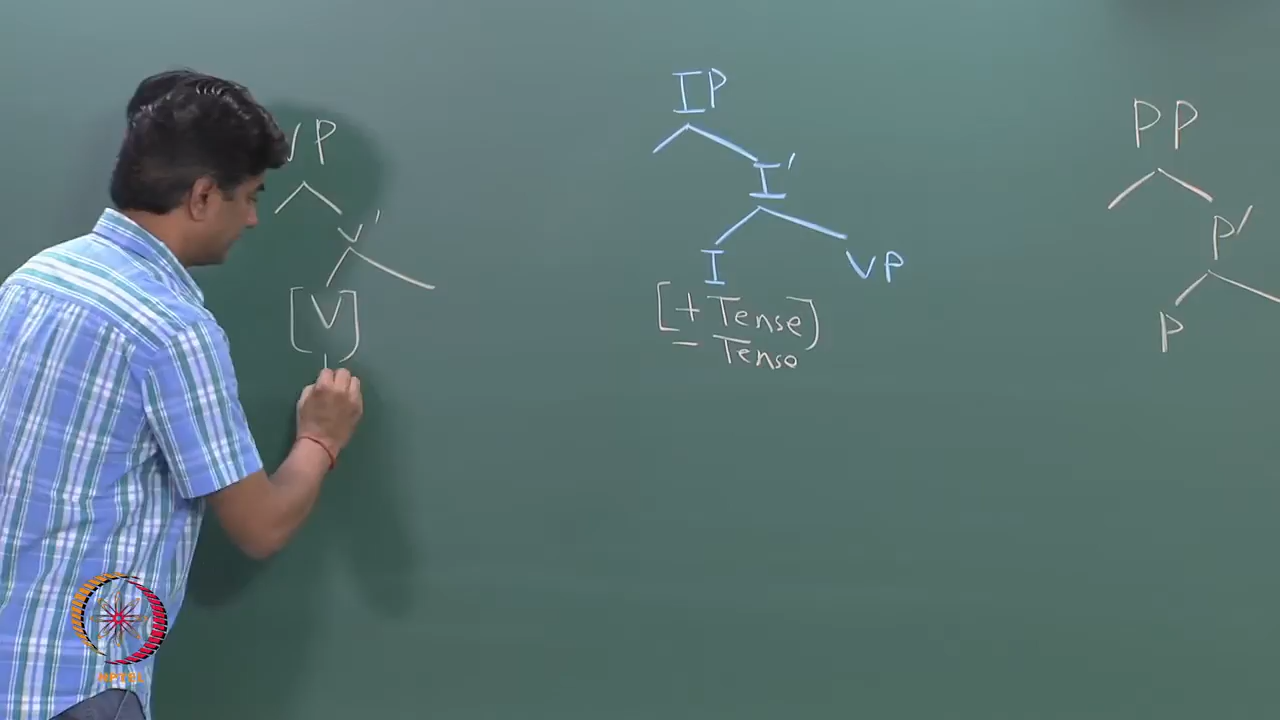 VP
V'
[V]
IP
I'
I
VP
[+ Tense]
- Tense
PP
P'
P
NPTEL